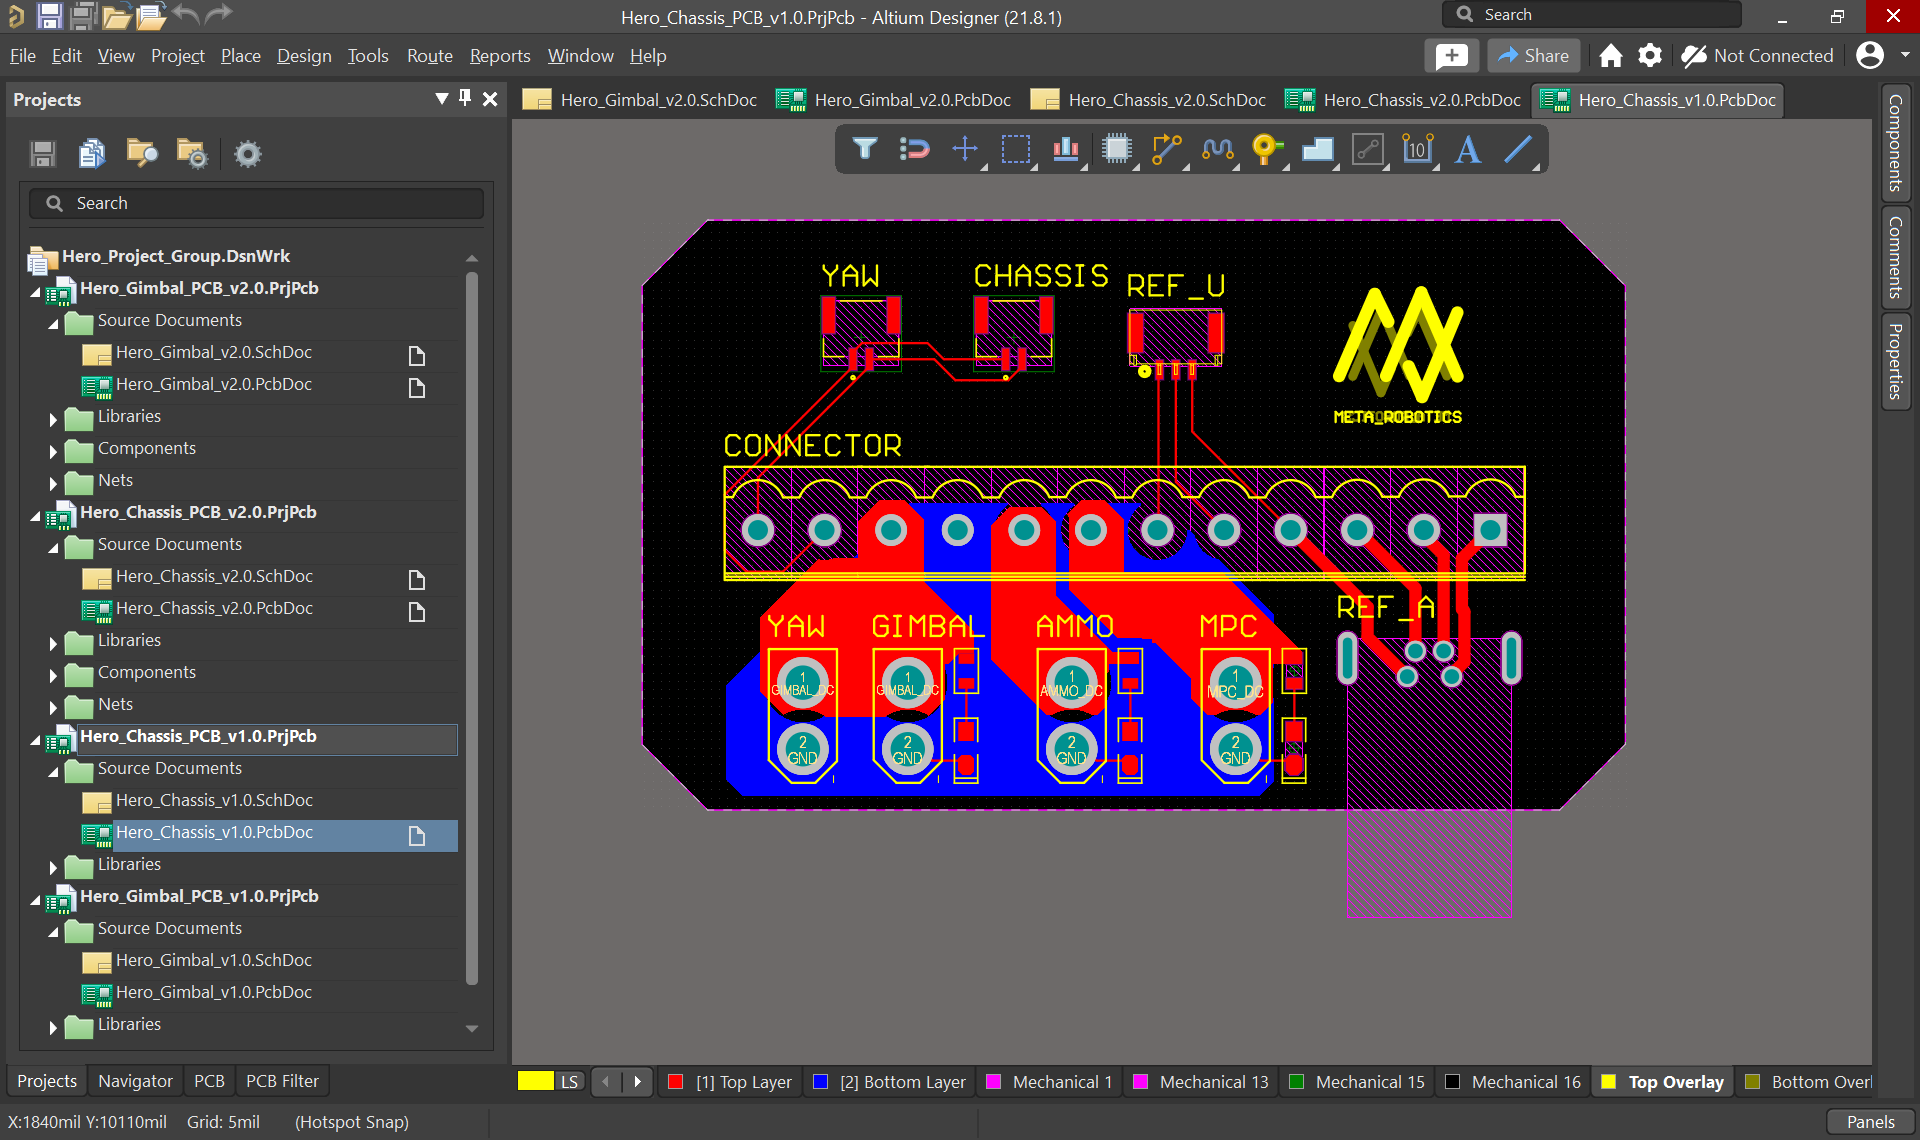 Hero_Chassis_PCB_v1.0.PrjPcb - Altium Designer (21.8.1)
Search
File Edit View Project Place Design Tools Route Reports Window Help
Share
Not Connected
Projects
Hero_Gimbal_v2.0.SchDoc
Hero_Gimbal_v2.0.PcbDoc
Hero_Chassis_v2.0.SchDoc
Hero_Chassis_v2.0.PcbDoc
Hero_Chassis_v1.0.PcbDoc
10
A
Search
Hero_Project_Group.DsnWrk
Hero_Gimbal_PCB_v2.0.PrjPcb
Source Documents
Hero_Gimbal_v2.0.SchDoc
Hero_Gimbal_v2.0.PcbDoc
Libraries
Components
Nets
Hero_Chassis_PCB_v2.0.PrjPcb
Source Documents
Hero_Chassis_v2.0.SchDoc
Hero_Chassis_v2.0.PcbDoc
Libraries
Components
Nets
Hero_Chassis_PCB_v1.0.PrjPcb
Source Documents
Hero_Chassis_v1.0.SchDoc
Hero_Chassis_v1.0.PcbDoc
Libraries
Hero_Gimbal_PCB_v1.0.PrjPcb
Source Documents
Hero_Gimbal_v1.0.SchDoc
Hero_Gimbal_v1.0.PcbDoc
Libraries
YAW
CHASSIS
REF_U
META_ROBOTICS
CONNECTOR
REF_A
YAW GIMBAL AMMO MPC
1 1 1 1
GIMBAL_DC GIMBAL_DC AMMO_DC MPC_DC
2 2 2 2
GND GND GND GND
Components
Comments
Properties
Projects Navigator PCB PCB Filter
LS [1] Top Layer [2] Bottom Layer Mechanical 1 Mechanical 13 Mechanical 15 Mechanical 16 Top Overlay Bottom Overl
X:1840mil Y:10110mil Grid: 5mil (Hotspot Snap)
Panels